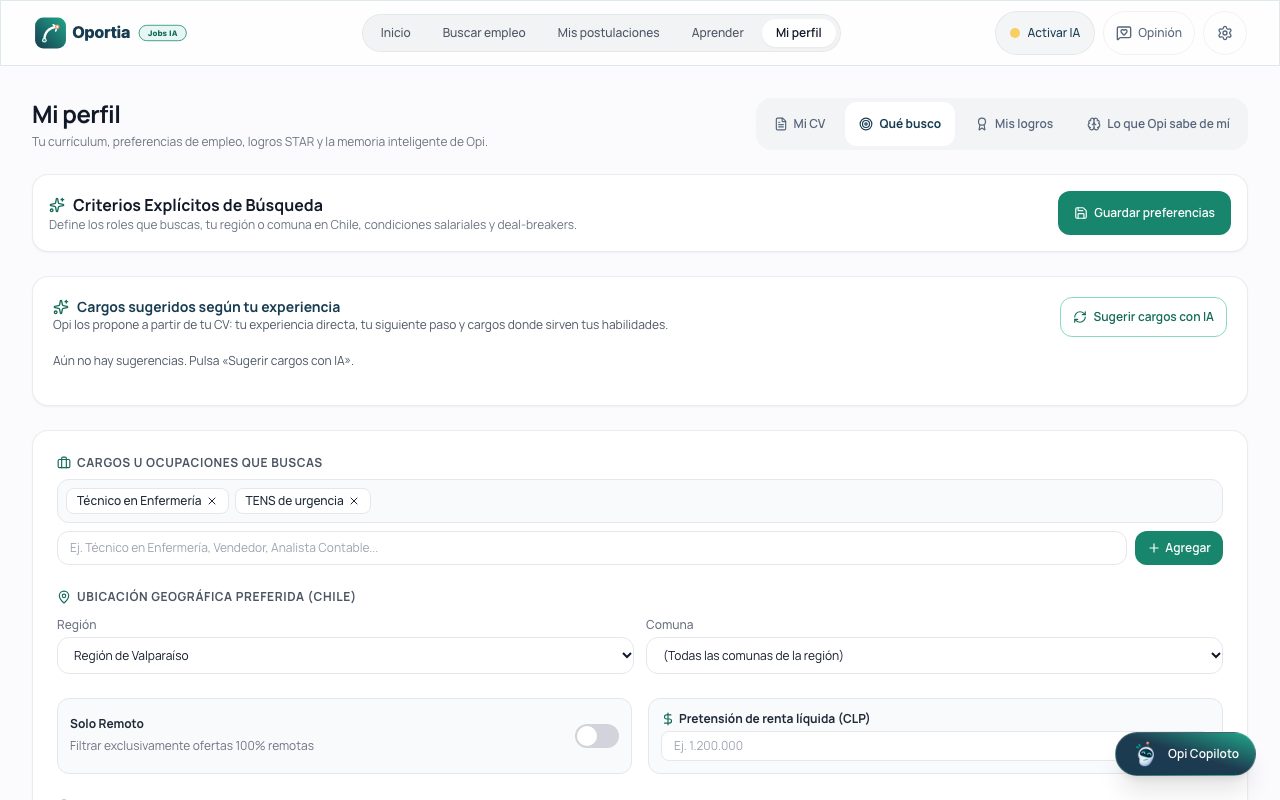 Oportia
Jobs IA
Inicio
Buscar empleo
Mis postulaciones
Aprender
Mi perfil
Activar IA
Opinión
Mi perfil
Tu currículum, preferencias de empleo, logros STAR y la memoria inteligente de Opi.
Mi CV
Qué busco
Mis logros
Lo que Opi sabe de mí
Criterios Explícitos de Búsqueda
Define los roles que buscas, tu región o comuna en Chile, condiciones salariales y deal-breakers.
Guardar preferencias
Cargos sugeridos según tu experiencia
Opi los propone a partir de tu CV: tu experiencia directa, tu siguiente paso y cargos donde sirven tus habilidades.
Sugerir cargos con IA
Aún no hay sugerencias. Pulsa «Sugerir cargos con IA».
CARGOS U OCUPACIONES QUE BUSCAS
Técnico en Enfermería
TENS de urgencia
Ej. Técnico en Enfermería, Vendedor, Analista Contable...
Agregar
UBICACIÓN GEOGRÁFICA PREFERIDA (CHILE)
Región
Comuna
Región de Valparaíso
(Todas las comunas de la región)
Solo Remoto
Filtrar exclusivamente ofertas 100% remotas
Pretensión de renta líquida (CLP)
Ej. 1.200.000
Opi Copiloto